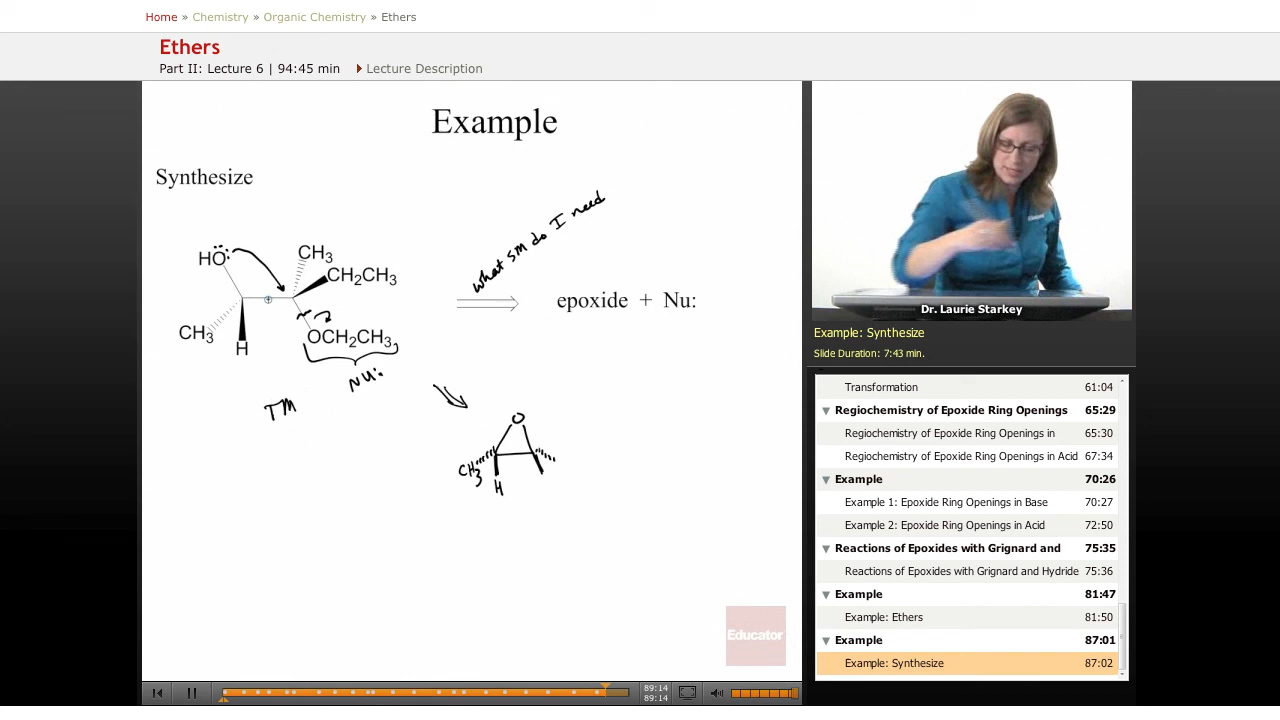 Home » Chemistry » Organic Chemistry » Ethers
Ethers
Part II: Lecture 6 | 94:45 min
Lecture Description
Example
Synthesize
HO
CH3
CH2CH3
CH3
H
OCH2CH3
Nu:
TM
what SM do I need
epoxide + Nu:
O
CH3
H
Educator
Dr. Laurie Starkey
Example: Synthesize
Slide Duration: 7:43 min.
Transformation 61:04
Regiochemistry of Epoxide Ring Openings 65:29
Regiochemistry of Epoxide Ring Openings in 65:30
Regiochemistry of Epoxide Ring Openings in Acid 67:34
Example 70:26
Example 1: Epoxide Ring Openings in Base 70:27
Example 2: Epoxide Ring Openings in Acid 72:50
Reactions of Epoxides with Grignard and 75:35
Reactions of Epoxides with Grignard and Hydride 75:36
Example 81:47
Example: Ethers 81:50
Example 87:01
Example: Synthesize 87:02
89:14
89:14